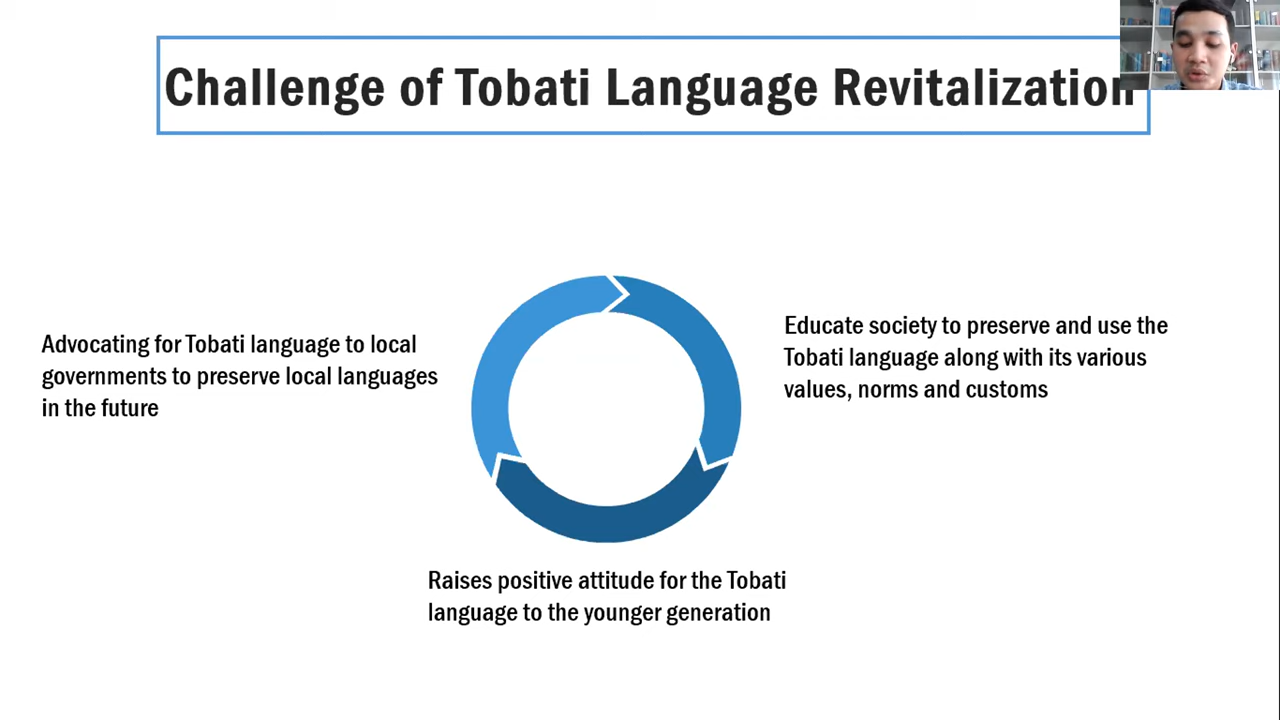 Challenge of Tobati Language Revitalization
Advocating for Tobati language to local
governments to preserve local languages
in the future
Educate society to preserve and use the
Tobati language along with its various
values, norms and customs
Raises positive attitude for the Tobati
language to the younger generation